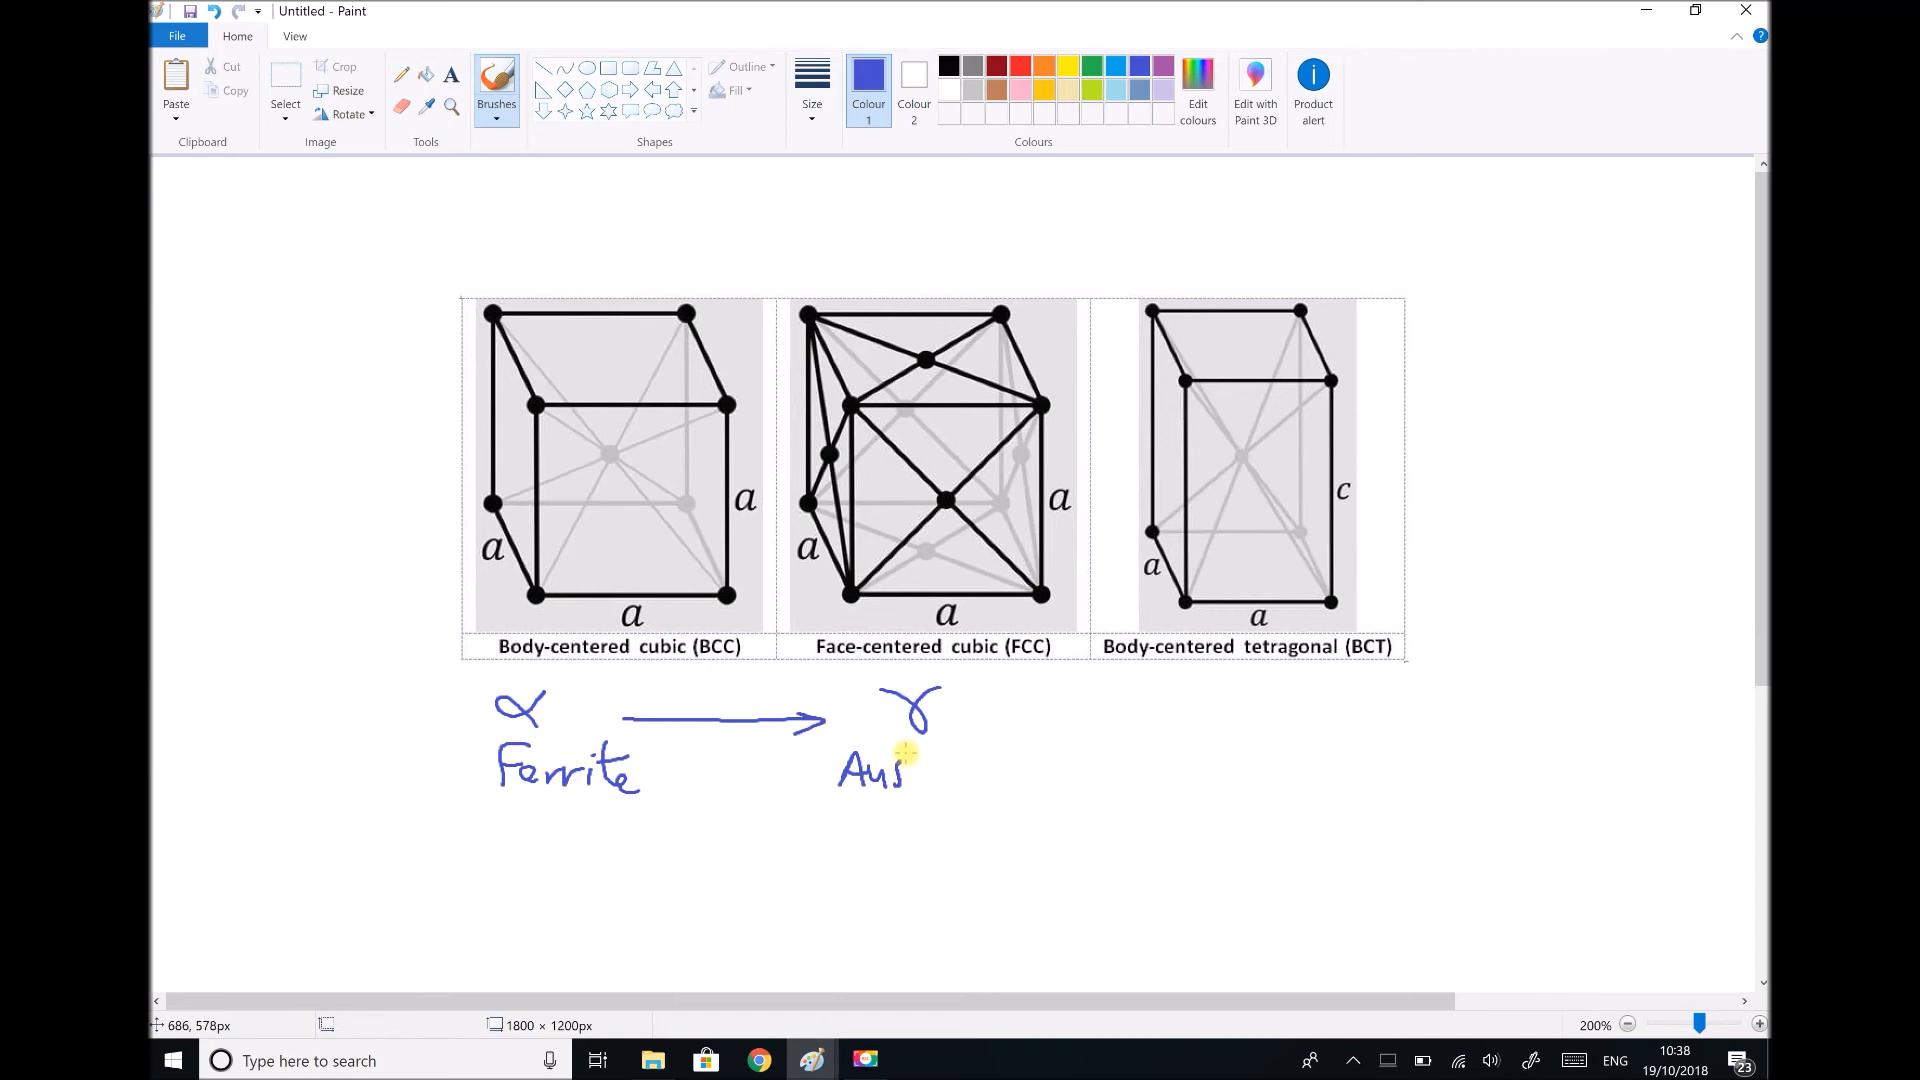 Untitled - Paint
File Home View
Paste
Cut
Copy
Clipboard
Select
Crop
Resize
Rotate
Image
A
Tools
Brushes
Shapes
Outline
Fill
Size
Colour 1
Colour 2
Edit colours
Colours
Edit with Paint 3D
Product alert
a a a
a a a
c a a
Body-centered cubic (BCC) Face-centered cubic (FCC) Body-centered tetragonal (BCT)
α → γ
Ferrite Aus
686, 578px 1800 × 1200px 200%
Type here to search
ENG
10:38
19/10/2018
23